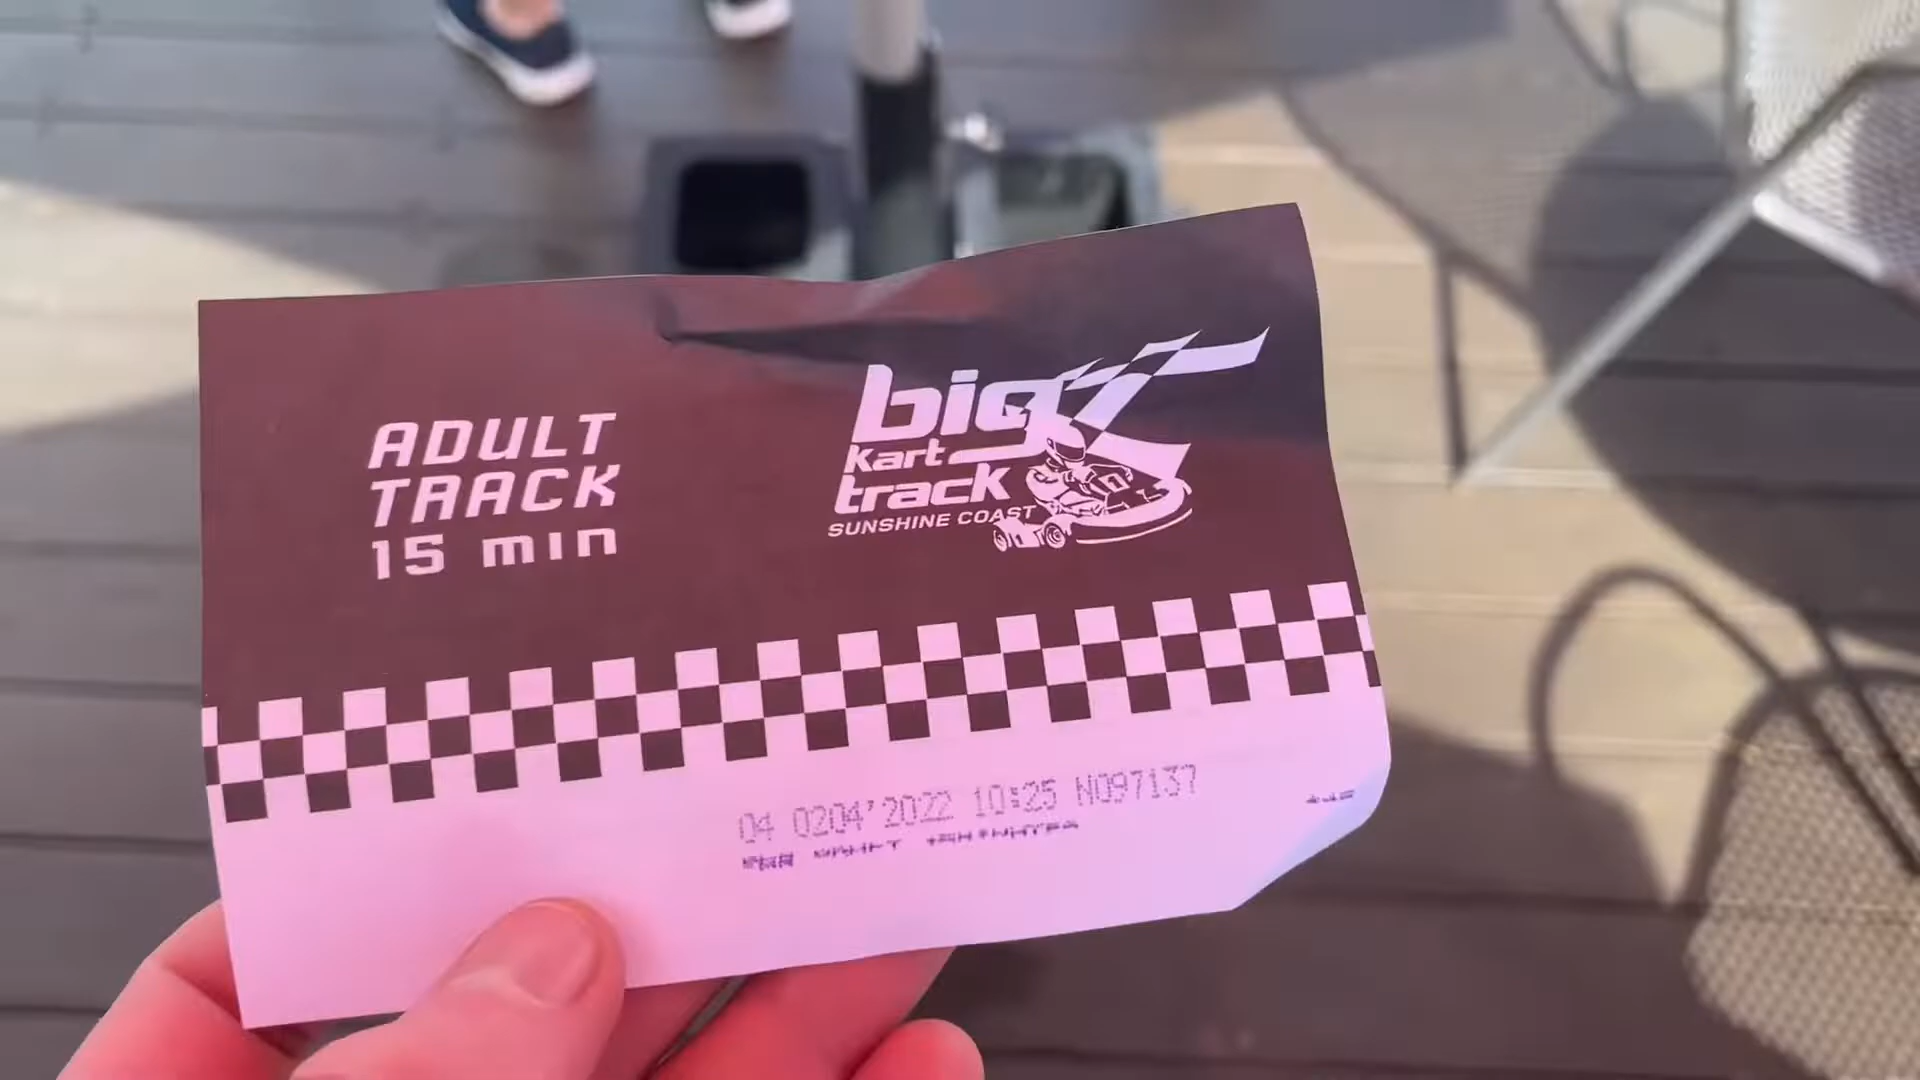 ADULT
TRACK
15 min
big
kart
track
SUNSHINE COAST
04 0204'2022 10:25 N097137